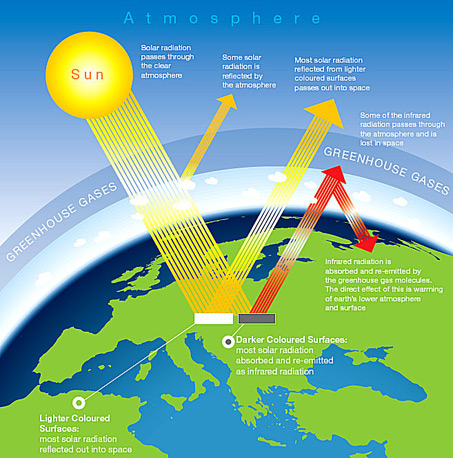 Atmosphere
Sun
Solar radiation
passes through
the clear
atmosphere
Some solar
radiation is
reflected by
the atmosphere
Most solar radiation
reflected from lighter
coloured surfaces
passes out into space
Some of the infrared
radiation passes through
the atmosphere and is
lost in space
GREENHOUSE GASES
GREENHOUSE GASES
Infrared radiation is
absorbed and re-emitted by
the greenhouse gas molecules.
The direct effect of this is warming
of earth's lower atmosphere
and surface
Darker Coloured Surfaces:
most solar radiation
absorbed and re-emitted
as infrared radiation
Lighter Coloured
Surfaces:
most solar radiation
reflected out into space